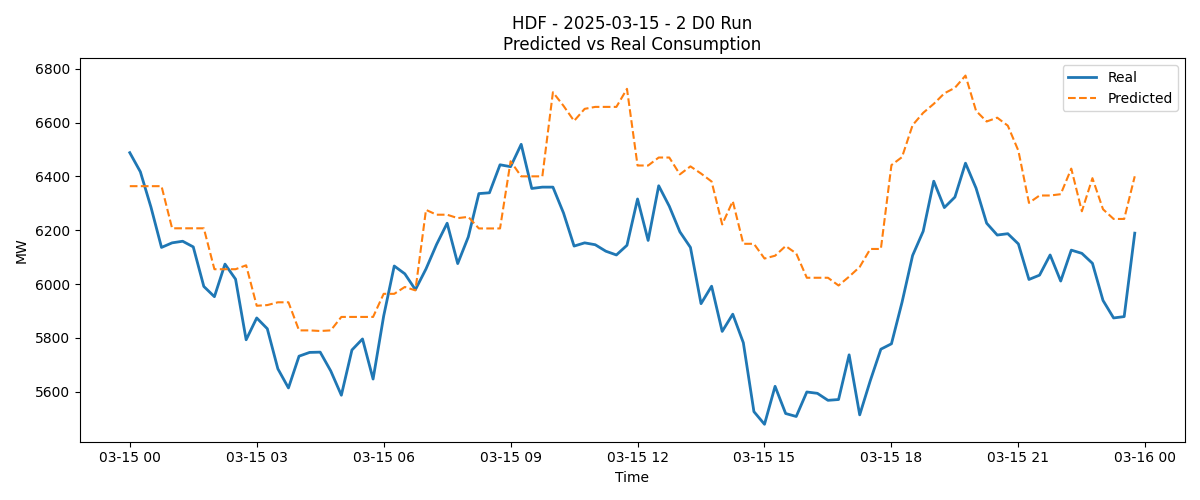 HDF - 2025-03-15 - 2 D0 Run
Predicted vs Real Consumption
Real
Predicted
MW
6800
6600
6400
6200
6000
5800
5600
03-15 00
03-15 03
03-15 06
03-15 09
03-15 12
03-15 15
03-15 18
03-15 21
03-16 00
Time